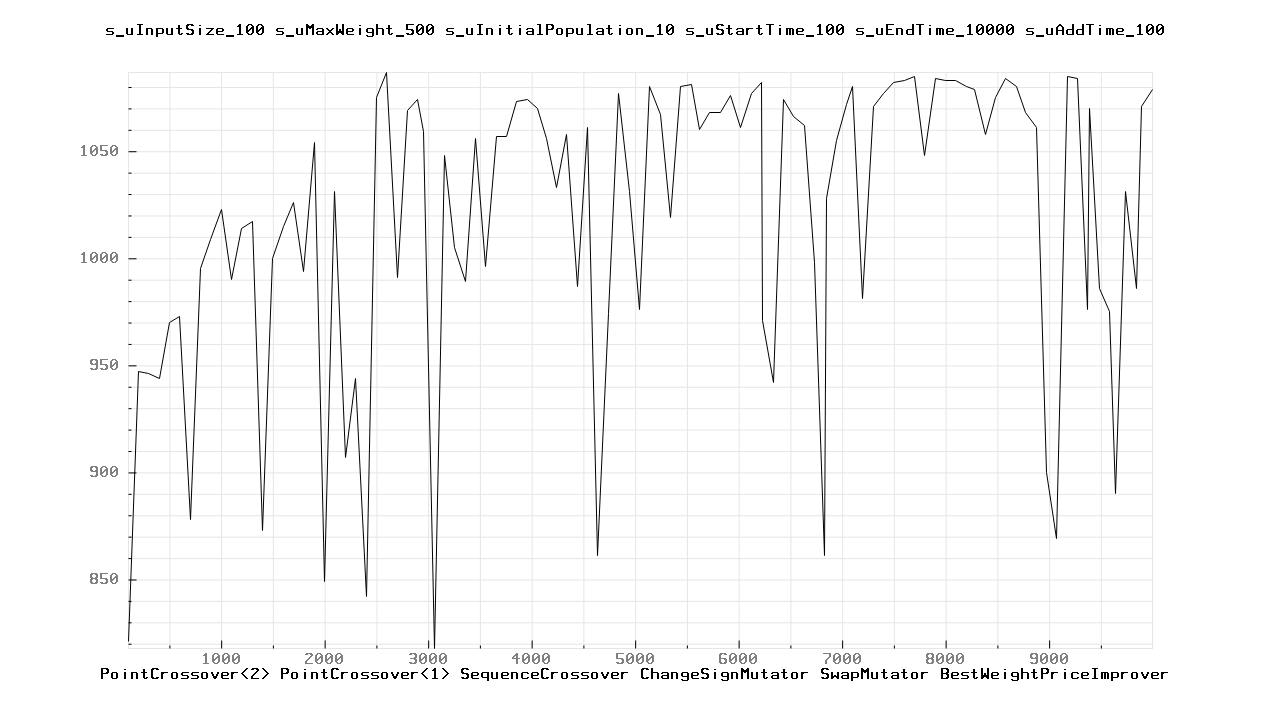 s_uInputSize_100 s_uMaxWeight_500 s_uInitialPopulation_10 s_uStartTime_100 s_uEndTime_10000 s_uAddTime_100
1050
1000
950
900
850
1000 2000 3000 4000 5000 6000 7000 8000 9000
PointCrossover<2> PointCrossover<1> SequenceCrossover ChangeSignMutator SwapMutator BestWeightPriceImprover